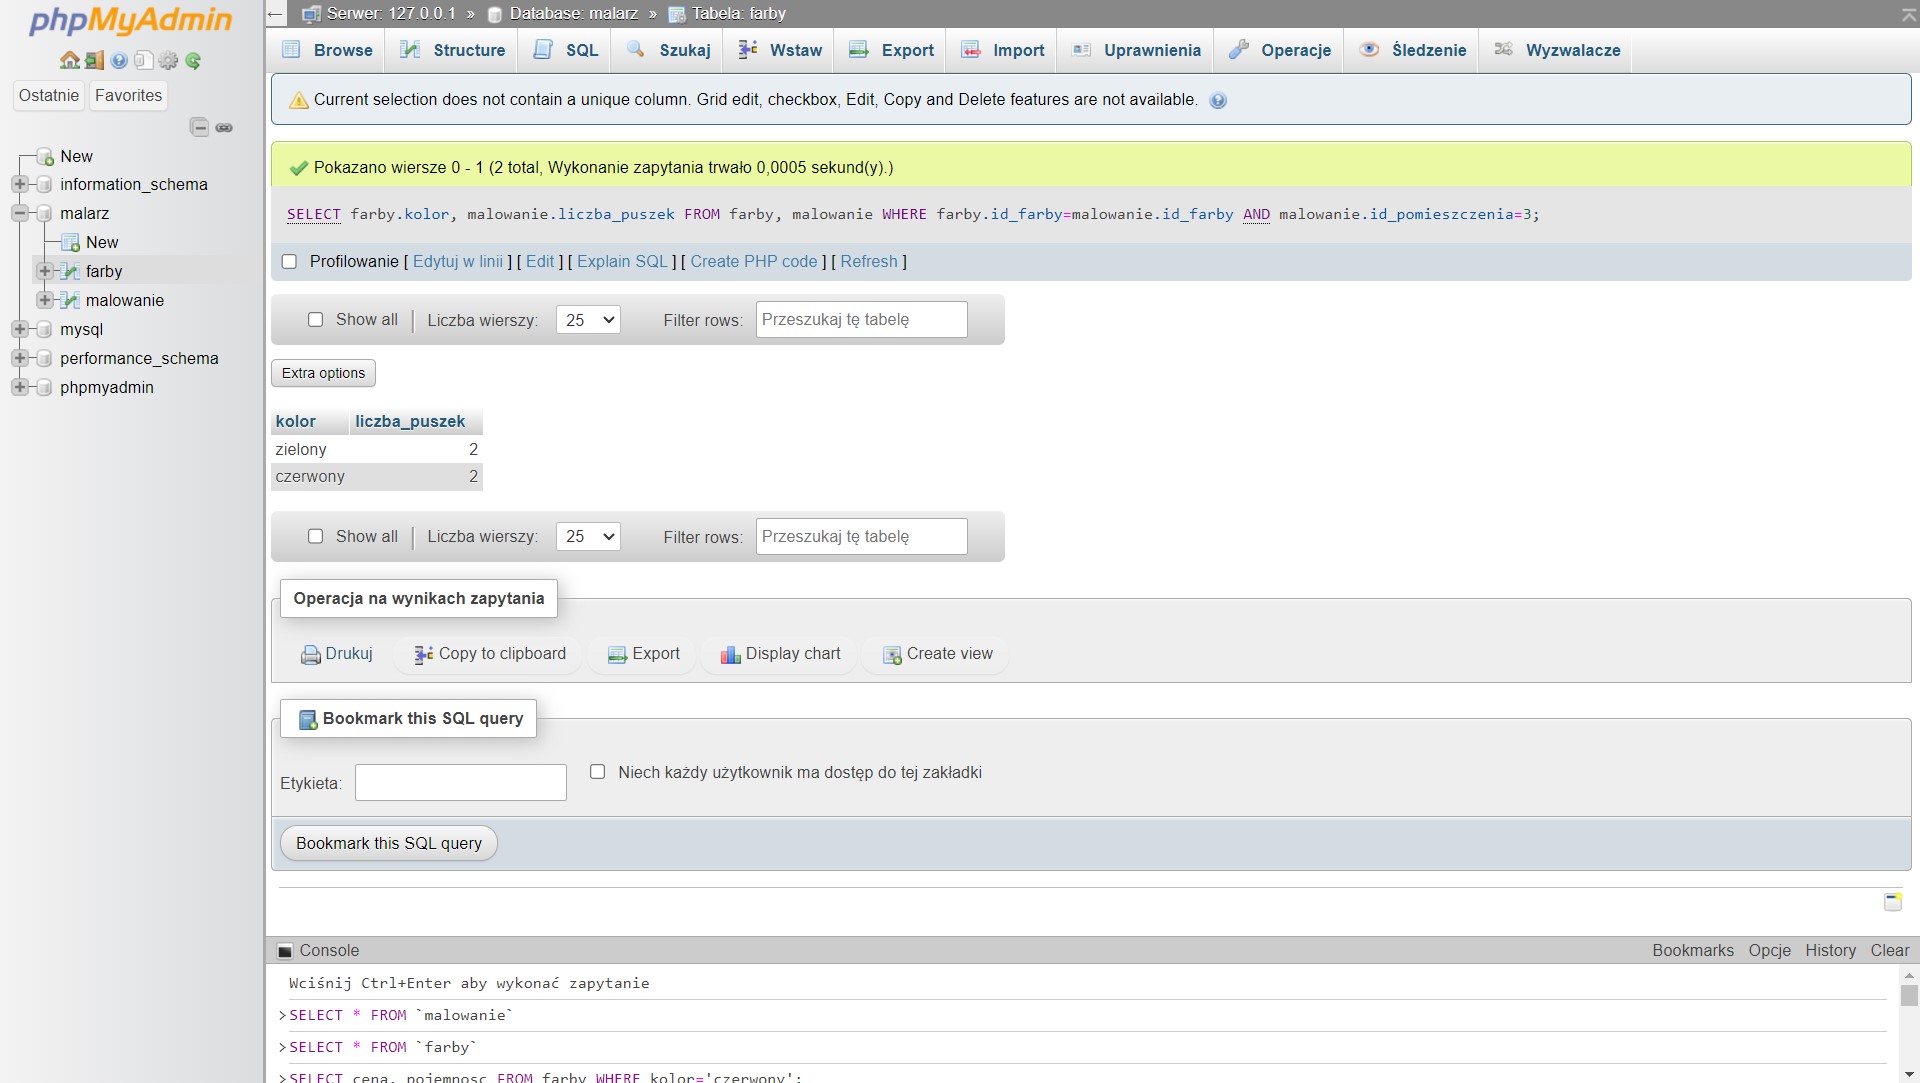 phpMyAdmin
Ostatnie Favorites
New
information_schema
malarz
New
farby
malowanie
mysql
performance_schema
phpmyadmin
← Serwer: 127.0.0.1 » Database: malarz » Tabela: farby
Browse Structure SQL Szukaj Wstaw Export Import Uprawnienia Operacje Śledzenie Wyzwalacze
Current selection does not contain a unique column. Grid edit, checkbox, Edit, Copy and Delete features are not available.
Pokazano wiersze 0 - 1 (2 total, Wykonanie zapytania trwało 0,0005 sekund(y).)
SELECT farby.kolor, malowanie.liczba_puszek FROM farby, malowanie WHERE farby.id_farby=malowanie.id_farby AND malowanie.id_pomieszczenia=3;
Profilowanie [ Edytuj w linii ] [ Edit ] [ Explain SQL ] [ Create PHP code ] [ Refresh ]
Show all | Liczba wierszy: 25 Filter rows: Przeszukaj tę tabelę
Extra options
kolor liczba_puszek
zielony 2
czerwony 2
Show all | Liczba wierszy: 25 Filter rows: Przeszukaj tę tabelę
Operacja na wynikach zapytania
Drukuj Copy to clipboard Export Display chart Create view
Bookmark this SQL query
Etykieta: Niech każdy użytkownik ma dostęp do tej zakładki
Bookmark this SQL query
Console Bookmarks Opcje History Clear
Wciśnij Ctrl+Enter aby wykonać zapytanie
>SELECT * FROM `malowanie`
>SELECT * FROM `farby`
>SELECT cena, pojemnosc FROM farby WHERE kolor='czerwony';